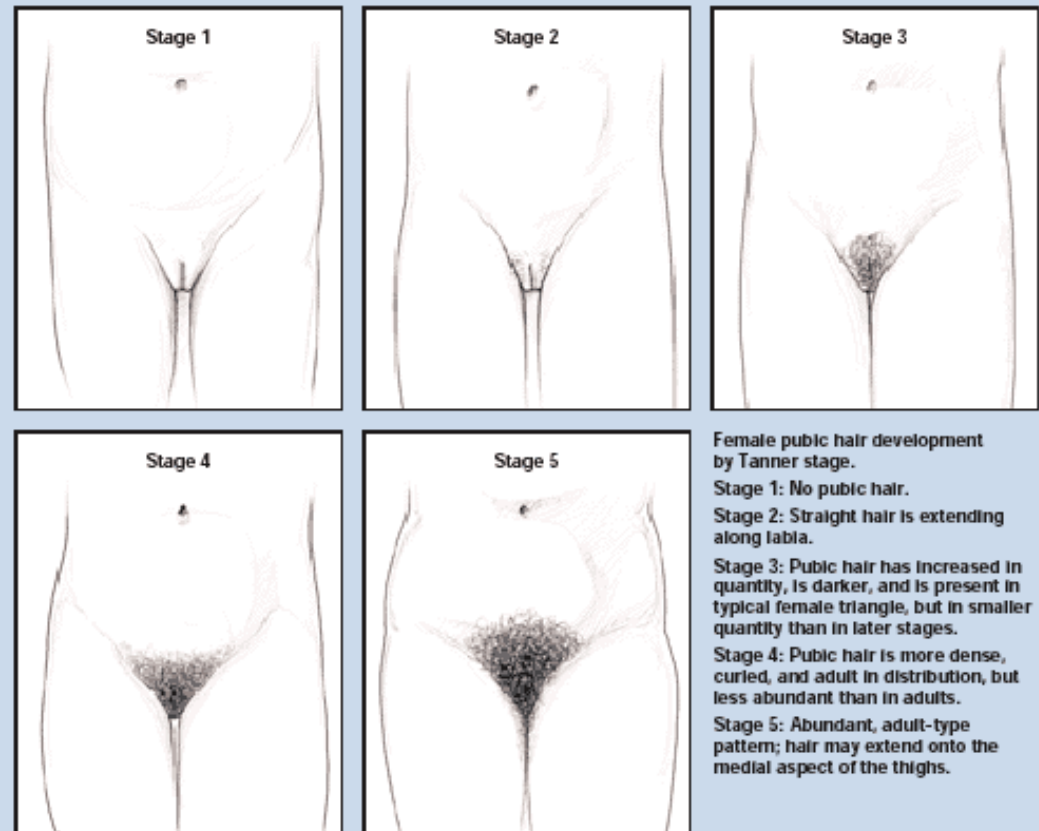 Stage 1
Stage 2
Stage 3
Stage 4
Stage 5
Female pubic hair development
by Tanner stage.
Stage 1: No pubic hair.
Stage 2: Straight hair is extending
along labia.
Stage 3: Pubic hair has increased in
quantity, is darker, and is present in
typical female triangle, but in smaller
quantity than in later stages.
Stage 4: Pubic hair is more dense,
curled, and adult in distribution, but
less abundant than in adults.
Stage 5: Abundant, adult-type
pattern; hair may extend onto the
medial aspect of the thighs.